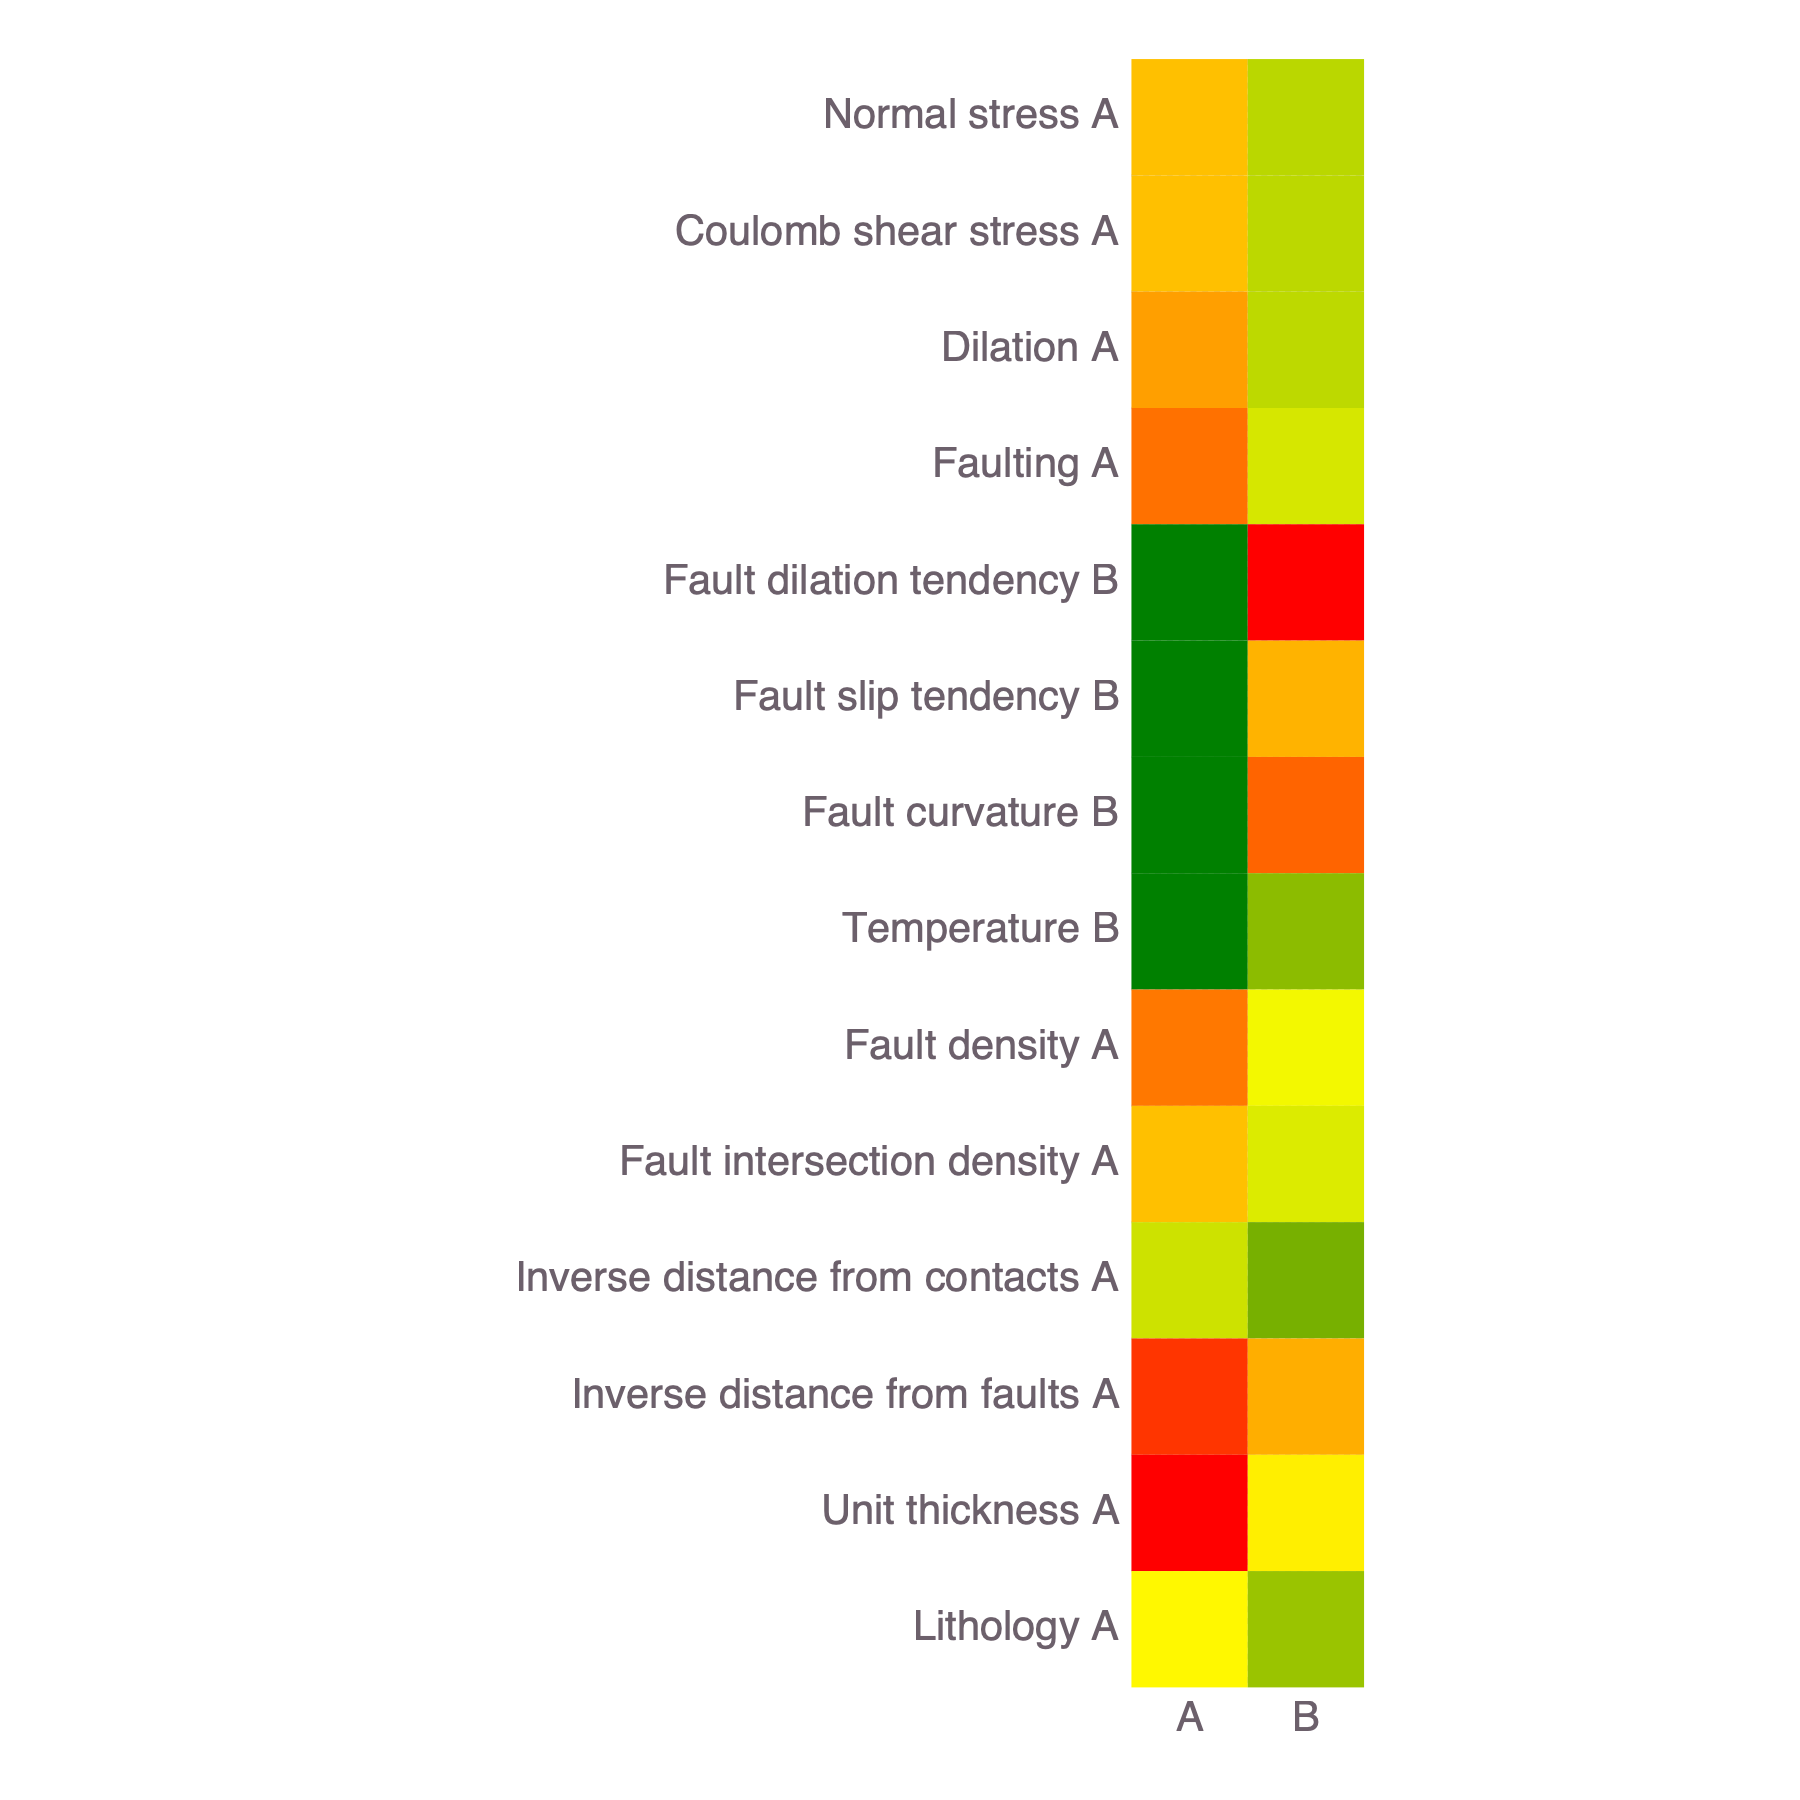 Normal stress A
Coulomb shear stress A
Dilation A
Faulting A
Fault dilation tendency B
Fault slip tendency B
Fault curvature B
Temperature B
Fault density A
Fault intersection density A
Inverse distance from contacts A
Inverse distance from faults A
Unit thickness A
Lithology A
A B